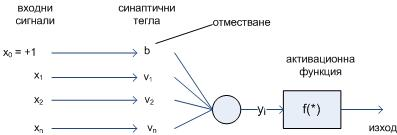 входни сигнали
синаптични тегла
отместване
x₀ = +1
b
x₁
v₁
x₂
v₂
xₙ
vₙ
yᵢ
активационна функция
f(*)
изход